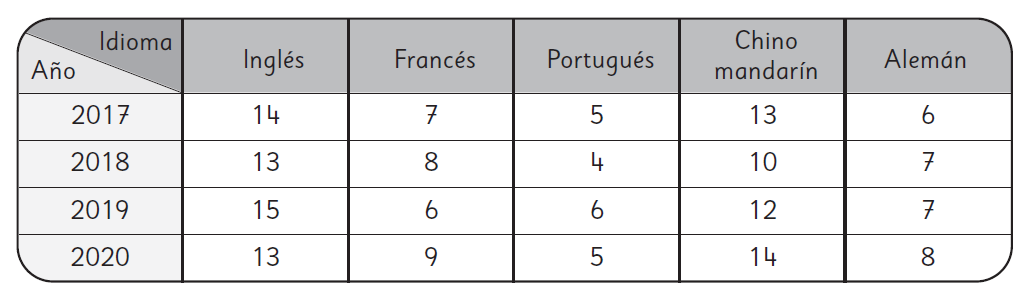 Idioma
Año
Inglés
Francés
Portugués
Chino
mandarín
Alemán
2017 14 7 5 13 6
2018 13 8 4 10 7
2019 15 6 6 12 7
2020 13 9 5 14 8